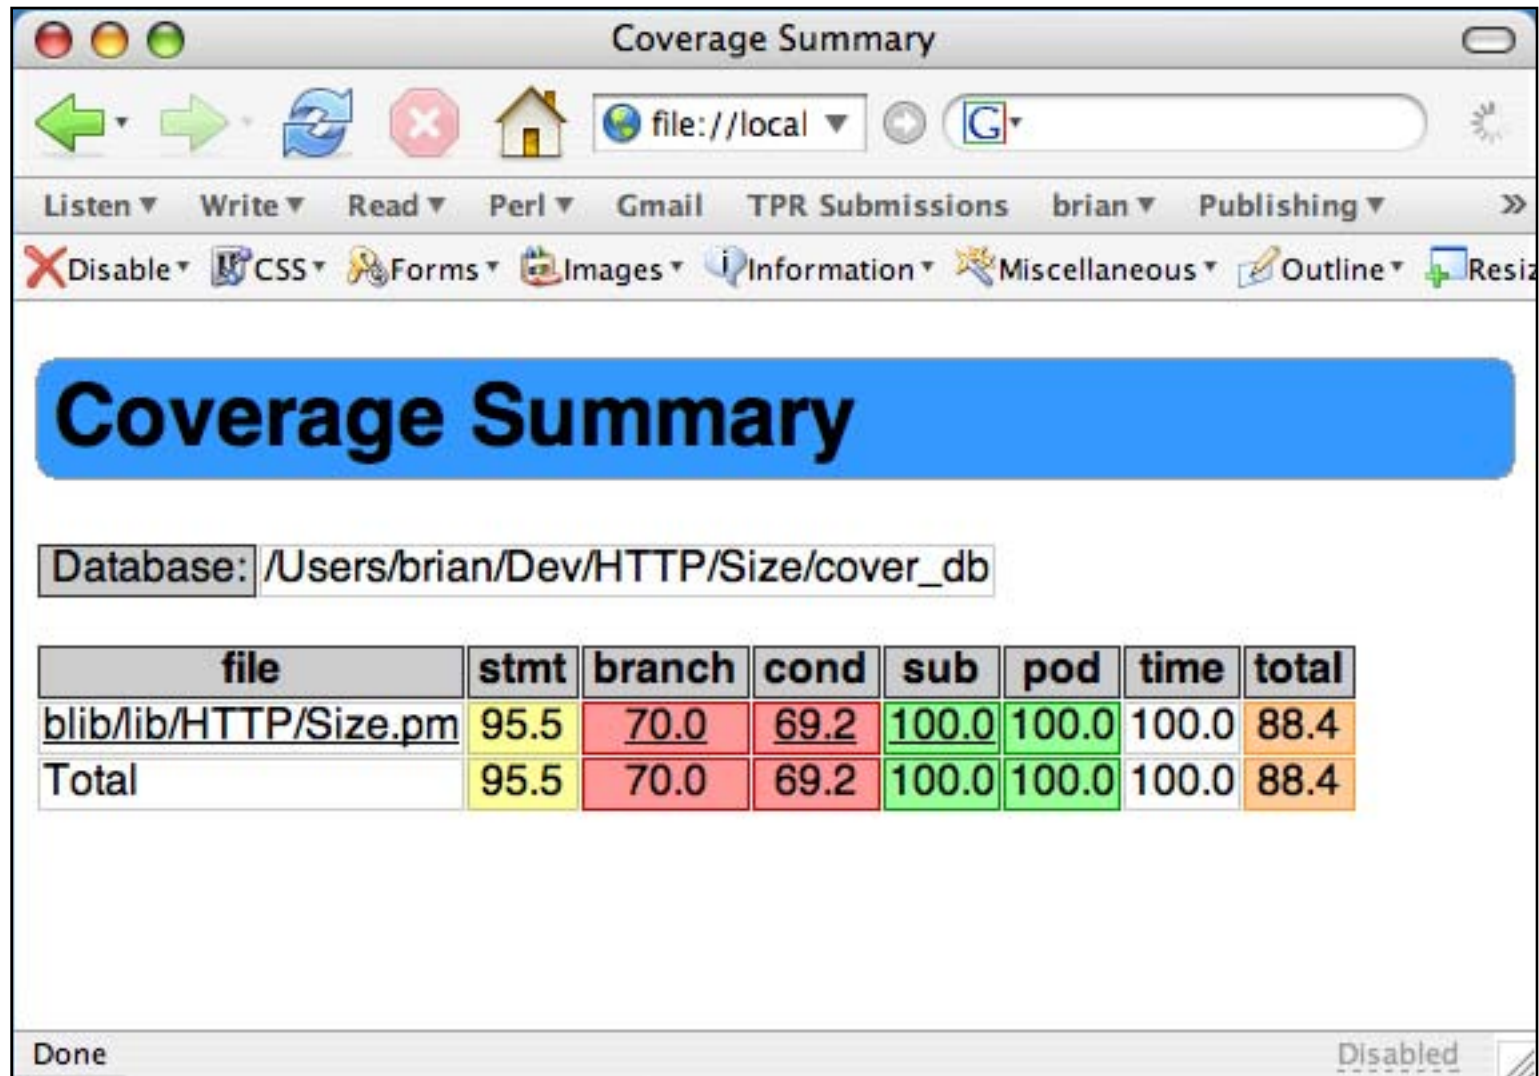 Coverage Summary
file://local
G
Listen Write Read Perl Gmail TPR Submissions brian Publishing »
Disable CSS Forms Images Information Miscellaneous Outline Resiz
Coverage Summary
Database: /Users/brian/Dev/HTTP/Size/cover_db
file stmt branch cond sub pod time total
blib/lib/HTTP/Size.pm 95.5 70.0 69.2 100.0 100.0 100.0 88.4
Total 95.5 70.0 69.2 100.0 100.0 100.0 88.4
Done Disabled